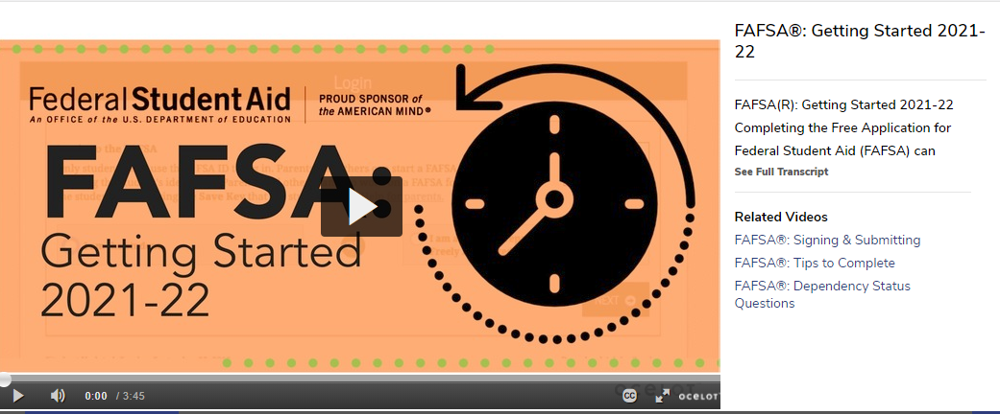 Login
Federal Student Aid
An OFFICE of the U.S. DEPARTMENT of EDUCATION
PROUD SPONSOR of
the AMERICAN MIND®
FAFSA:
Getting Started
2021-22
NEXT
0:00 / 3:45
CC
OCELOT
FAFSA®: Getting Started 2021-
22
FAFSA(R): Getting Started 2021-22
Completing the Free Application for
Federal Student Aid (FAFSA) can
See Full Transcript
Related Videos
FAFSA®: Signing & Submitting
FAFSA®: Tips to Complete
FAFSA®: Dependency Status
Questions